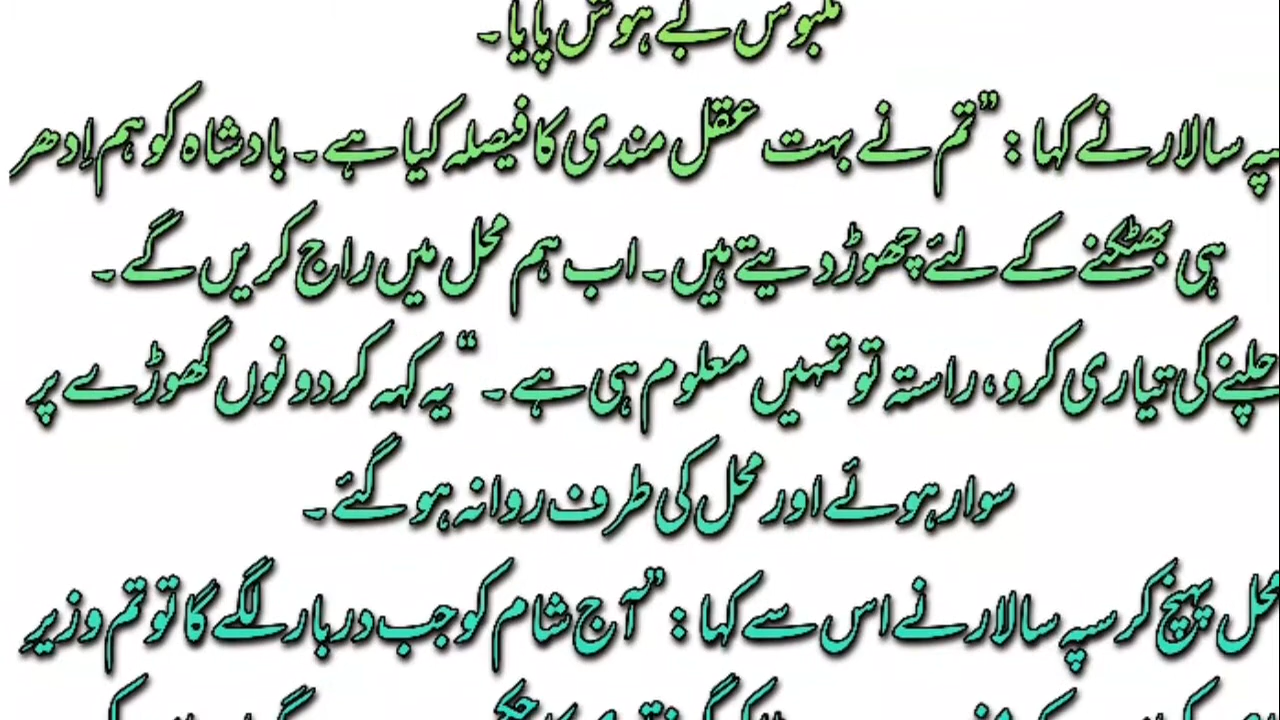 ملبوس بے ہوش پایا۔
سپہ سالار نے کہا : ”تم نے بہت عقل مندی کا فیصلہ کیا ہے۔ بادشاہ کو ہم اِدھر
ہی بھٹکنے کے لئے چھوڑ دیتے ہیں۔ اب ہم محل میں راج کریں گے۔
چلنے کی تیاری کرو، راستہ تو تمہیں معلوم ہی ہے۔“ یہ کہہ کر دونوں گھوڑے پر
سوار ہوئے اور محل کی طرف روانہ ہو گئے۔
محل پہنچ کر سپہ سالار نے اس سے کہا : ”آج شام کو جب دربار لگے گا تو تم وزیرِ